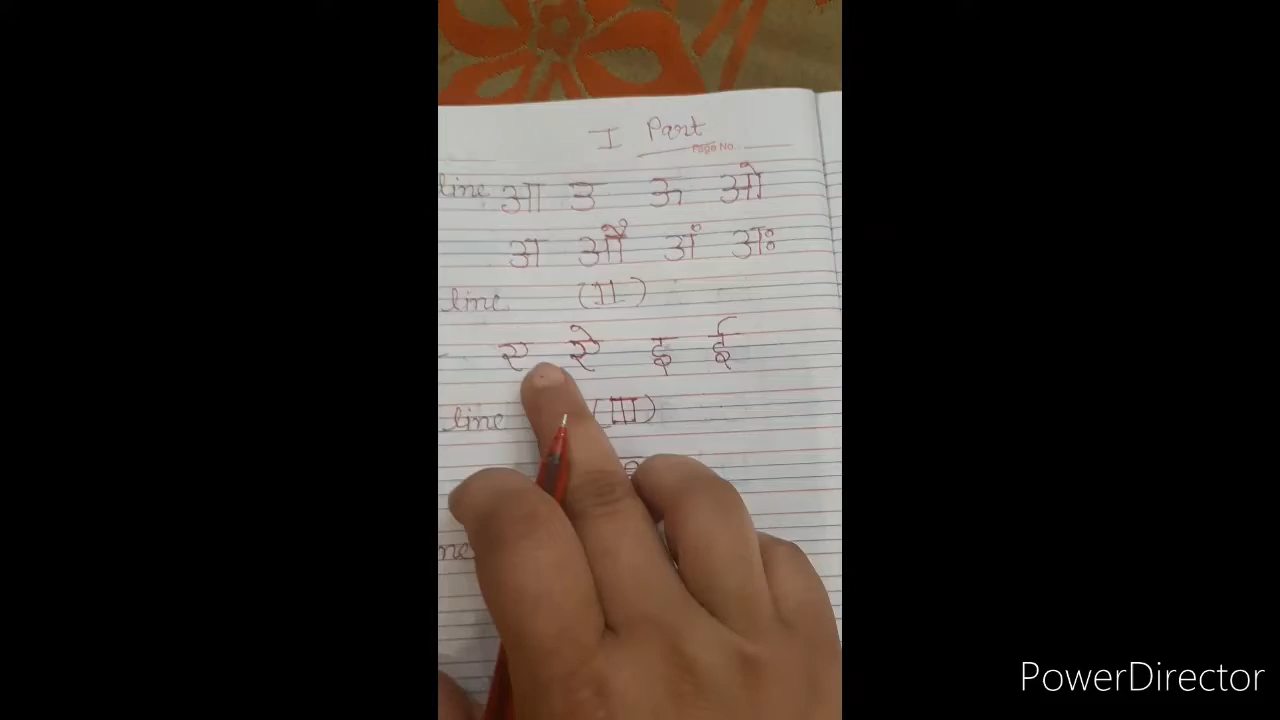 I Part
Page No.
line आ उ ऊ ओ
अ औ अं अः
line (II)
ए ऐ इ ई
line (III)
PowerDirector